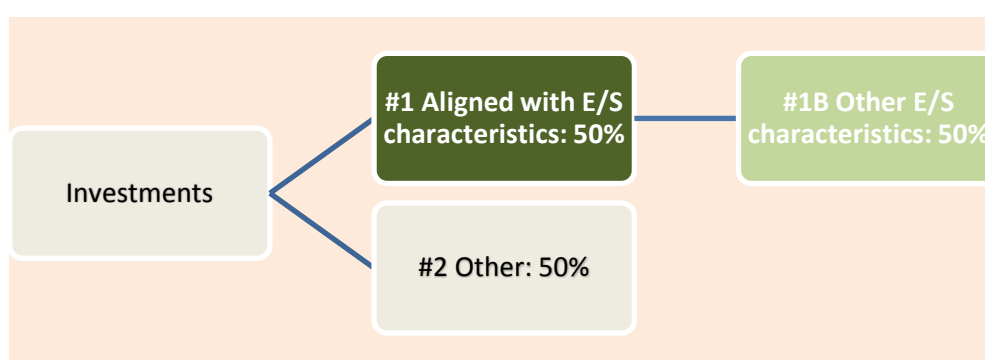 #1 Aligned with E/S
characteristics: 50%
#1B Other E/S
characteristics: 50%
Investments
#2 Other: 50%